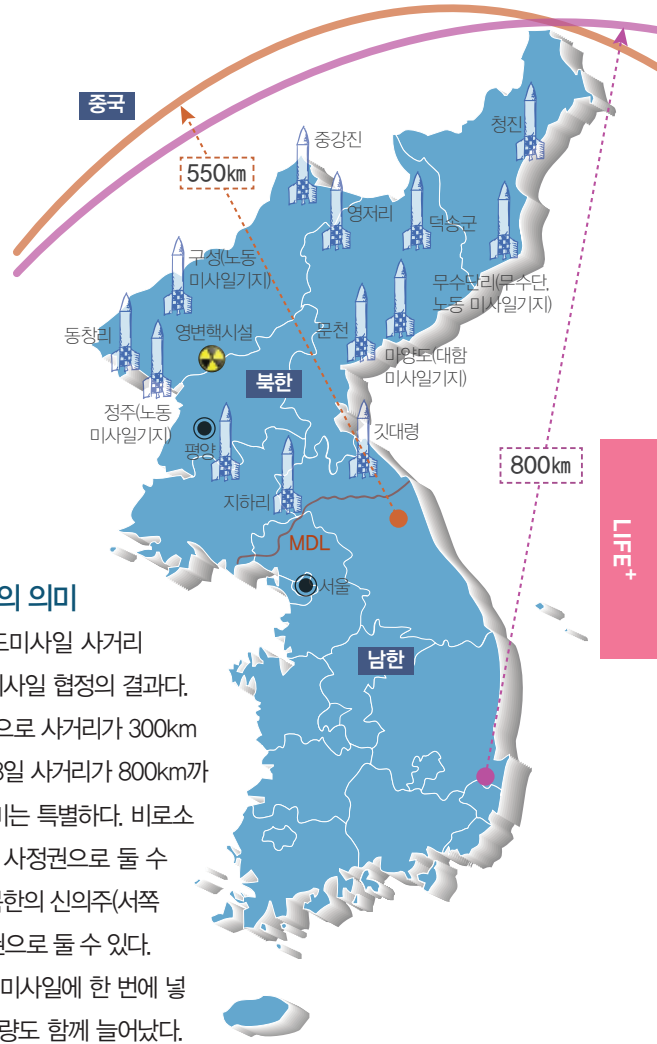 중국
550㎞
중강진
청진
영저리
덕송군
구성(노동
미사일기지)
무수단리(무수단,
노동 미사일기지)
동창리
영변핵시설
문천
마양도(대함
미사일기지)
북한
정주(노동
미사일기지)
평양
깃대령
800㎞
지하리
MDL
서울
남한
LIFE+
의 의미
도미사일 사거리
미사일 협정의 결과다.
으로 사거리가 300km
8일 사거리가 800km까
미는 특별하다. 비로소
사정권으로 둘 수
북한의 신의주(서쪽
권으로 둘 수 있다.
미사일에 한 번에 넣
량도 함께 늘어났다.